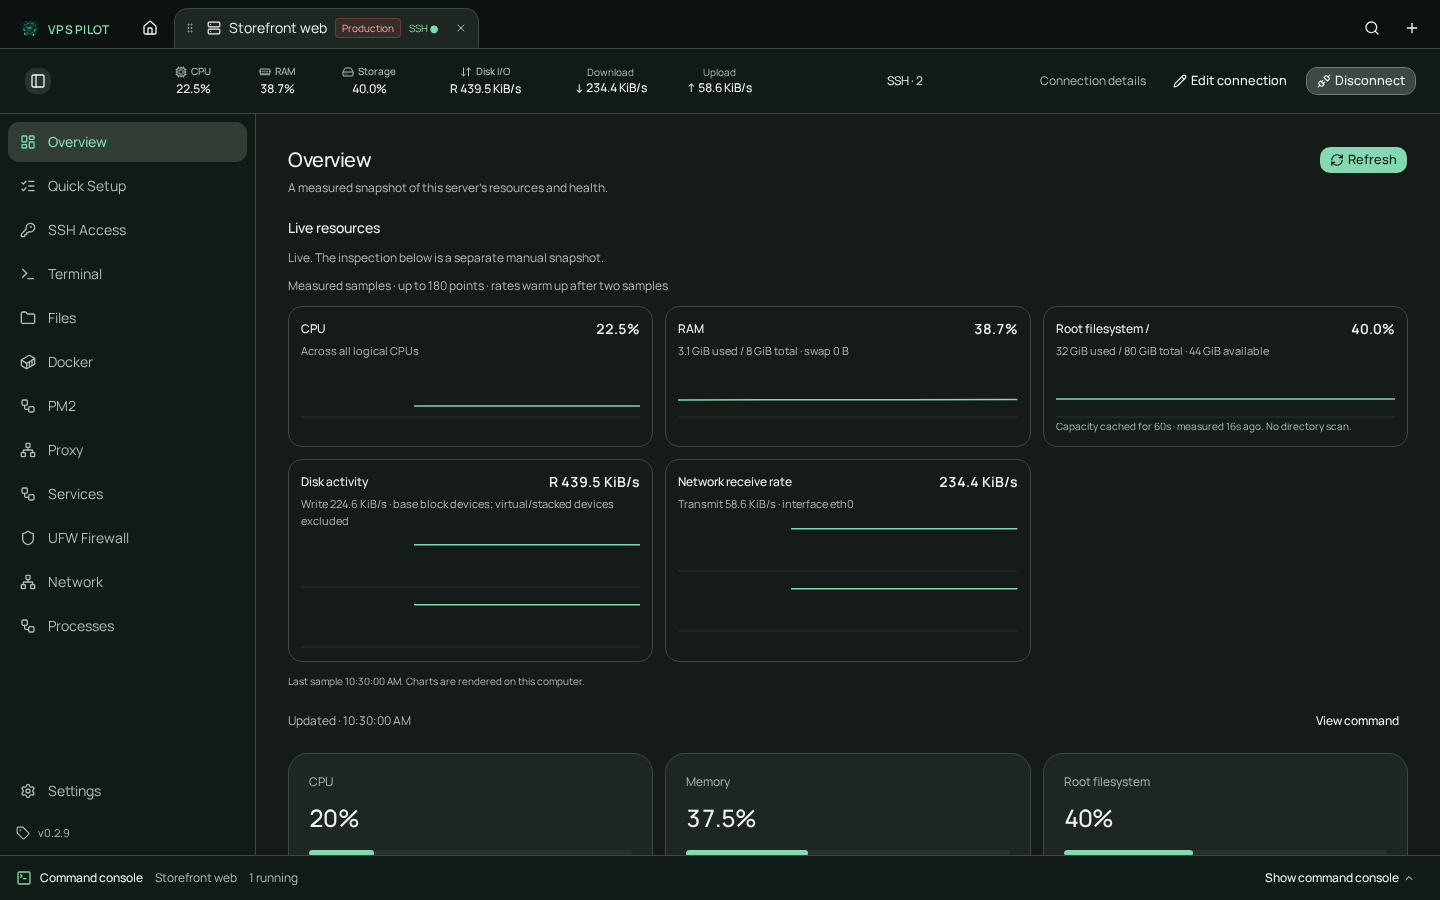 VPS PILOT
Storefront web Production SSH
CPU 22.5%
RAM 38.7%
Storage 40.0%
Disk I/O R 439.5 KiB/s
Download ↓ 234.4 KiB/s
Upload ↑ 58.6 KiB/s
SSH · 2
Connection details
Edit connection
Disconnect
Overview
Quick Setup
SSH Access
Terminal
Files
Docker
PM2
Proxy
Services
UFW Firewall
Network
Processes
Settings
v0.2.9
Overview
Refresh
A measured snapshot of this server's resources and health.
Live resources
Live. The inspection below is a separate manual snapshot.
Measured samples · up to 180 points · rates warm up after two samples
CPU 22.5%
Across all logical CPUs
RAM 38.7%
3.1 GiB used / 8 GiB total · swap 0 B
Root filesystem / 40.0%
32 GiB used / 80 GiB total · 44 GiB available
Capacity cached for 60s · measured 16s ago. No directory scan.
Disk activity R 439.5 KiB/s
Write 224.6 KiB/s · base block devices; virtual/stacked devices
excluded
Network receive rate 234.4 KiB/s
Transmit 58.6 KiB/s · interface eth0
Last sample 10:30:00 AM. Charts are rendered on this computer.
Updated · 10:30:00 AM
View command
CPU
20%
Memory
37.5%
Root filesystem
40%
Command console Storefront web 1 running
Show command console